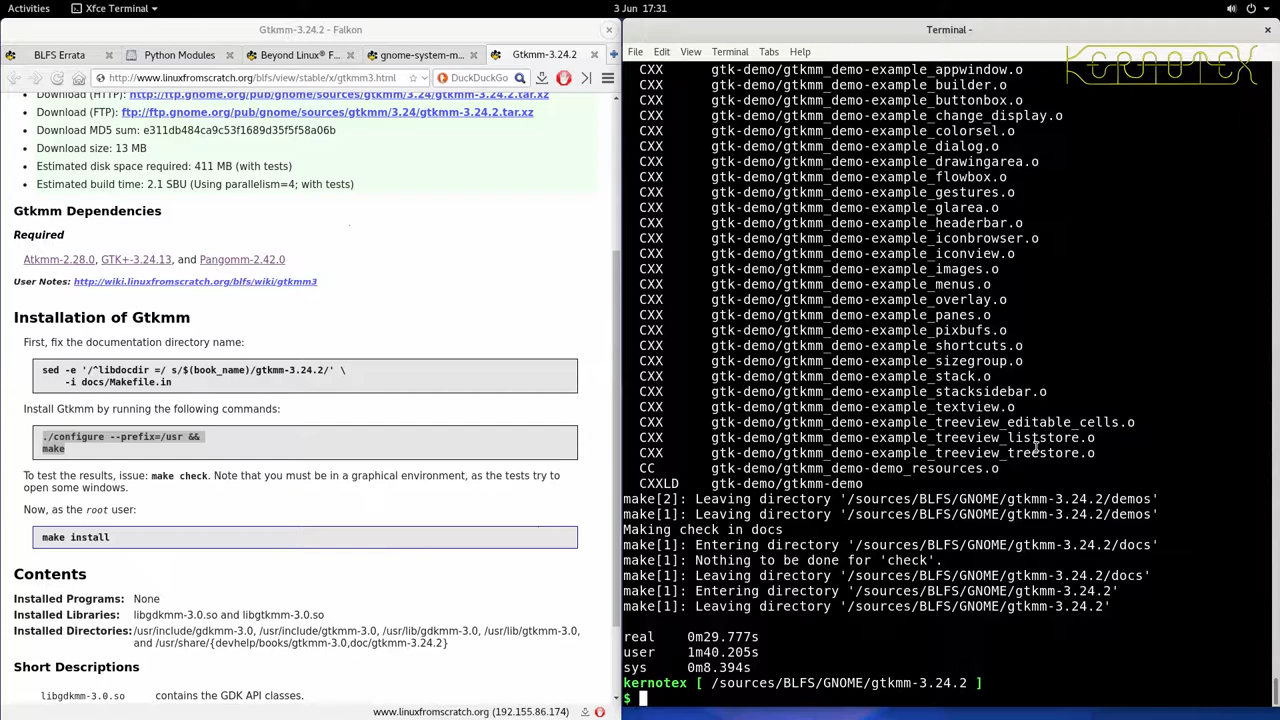 Activities
Xfce Terminal
3 Jun 17:31
Gtkmm-3.24.2 - Falkon
BLFS Errata
Python Modules
Beyond Linux® F...
gnome-system-m...
Gtkmm-3.24.2
http://www.linuxfromscratch.org/blfs/view/stable/x/gtkmm3.html
DuckDuckGo
Download (HTTP): http://ftp.gnome.org/pub/gnome/sources/gtkmm/3.24/gtkmm-3.24.2.tar.xz
Download (FTP): ftp://ftp.gnome.org/pub/gnome/sources/gtkmm/3.24/gtkmm-3.24.2.tar.xz
Download MD5 sum: e311db484ca9c53f1689d35f5f58a06b
Download size: 13 MB
Estimated disk space required: 411 MB (with tests)
Estimated build time: 2.1 SBU (Using parallelism=4; with tests)
Gtkmm Dependencies
Required
Atkmm-2.28.0, GTK+-3.24.13, and Pangomm-2.42.0
User Notes: http://wiki.linuxfromscratch.org/blfs/wiki/gtkmm3
Installation of Gtkmm
First, fix the documentation directory name:
sed -e '/^libdocdir =/ s/$(book_name)/gtkmm-3.24.2/' \
-i docs/Makefile.in
Install Gtkmm by running the following commands:
./configure --prefix=/usr &&
make
To test the results, issue: make check. Note that you must be in a graphical environment, as the tests try to
open some windows.
Now, as the root user:
make install
Contents
Installed Programs: None
Installed Libraries: libgdkmm-3.0.so and libgtkmm-3.0.so
Installed Directories: /usr/include/gdkmm-3.0, /usr/include/gtkmm-3.0, /usr/lib/gdkmm-3.0, /usr/lib/gtkmm-3.0,
and /usr/share/{devhelp/books/gtkmm-3.0,doc/gtkmm-3.24.2}
Short Descriptions
libgdkmm-3.0.so contains the GDK API classes.
www.linuxfromscratch.org (192.155.86.174)
Terminal -
File Edit View Terminal Tabs Help
KERNOTEX
CXX gtk-demo/gtkmm_demo-example_appwindow.o
CXX gtk-demo/gtkmm_demo-example_builder.o
CXX gtk-demo/gtkmm_demo-example_buttonbox.o
CXX gtk-demo/gtkmm_demo-example_change_display.o
CXX gtk-demo/gtkmm_demo-example_colorsel.o
CXX gtk-demo/gtkmm_demo-example_dialog.o
CXX gtk-demo/gtkmm_demo-example_drawingarea.o
CXX gtk-demo/gtkmm_demo-example_flowbox.o
CXX gtk-demo/gtkmm_demo-example_gestures.o
CXX gtk-demo/gtkmm_demo-example_glarea.o
CXX gtk-demo/gtkmm_demo-example_headerbar.o
CXX gtk-demo/gtkmm_demo-example_iconbrowser.o
CXX gtk-demo/gtkmm_demo-example_iconview.o
CXX gtk-demo/gtkmm_demo-example_images.o
CXX gtk-demo/gtkmm_demo-example_menus.o
CXX gtk-demo/gtkmm_demo-example_overlay.o
CXX gtk-demo/gtkmm_demo-example_panes.o
CXX gtk-demo/gtkmm_demo-example_pixbufs.o
CXX gtk-demo/gtkmm_demo-example_shortcuts.o
CXX gtk-demo/gtkmm_demo-example_sizegroup.o
CXX gtk-demo/gtkmm_demo-example_stack.o
CXX gtk-demo/gtkmm_demo-example_stacksidebar.o
CXX gtk-demo/gtkmm_demo-example_textview.o
CXX gtk-demo/gtkmm_demo-example_treeview_editable_cells.o
CXX gtk-demo/gtkmm_demo-example_treeview_liststore.o
CXX gtk-demo/gtkmm_demo-example_treeview_treestore.o
CC gtk-demo/gtkmm_demo-demo_resources.o
CXXLD gtk-demo/gtkmm-demo
make[2]: Leaving directory '/sources/BLFS/GNOME/gtkmm-3.24.2/demos'
make[1]: Leaving directory '/sources/BLFS/GNOME/gtkmm-3.24.2/demos'
Making check in docs
make[1]: Entering directory '/sources/BLFS/GNOME/gtkmm-3.24.2/docs'
make[1]: Nothing to be done for 'check'.
make[1]: Leaving directory '/sources/BLFS/GNOME/gtkmm-3.24.2/docs'
make[1]: Entering directory '/sources/BLFS/GNOME/gtkmm-3.24.2'
make[1]: Leaving directory '/sources/BLFS/GNOME/gtkmm-3.24.2'
real 0m29.777s
user 1m40.205s
sys 0m8.394s
kernotex [ /sources/BLFS/GNOME/gtkmm-3.24.2 ]
$